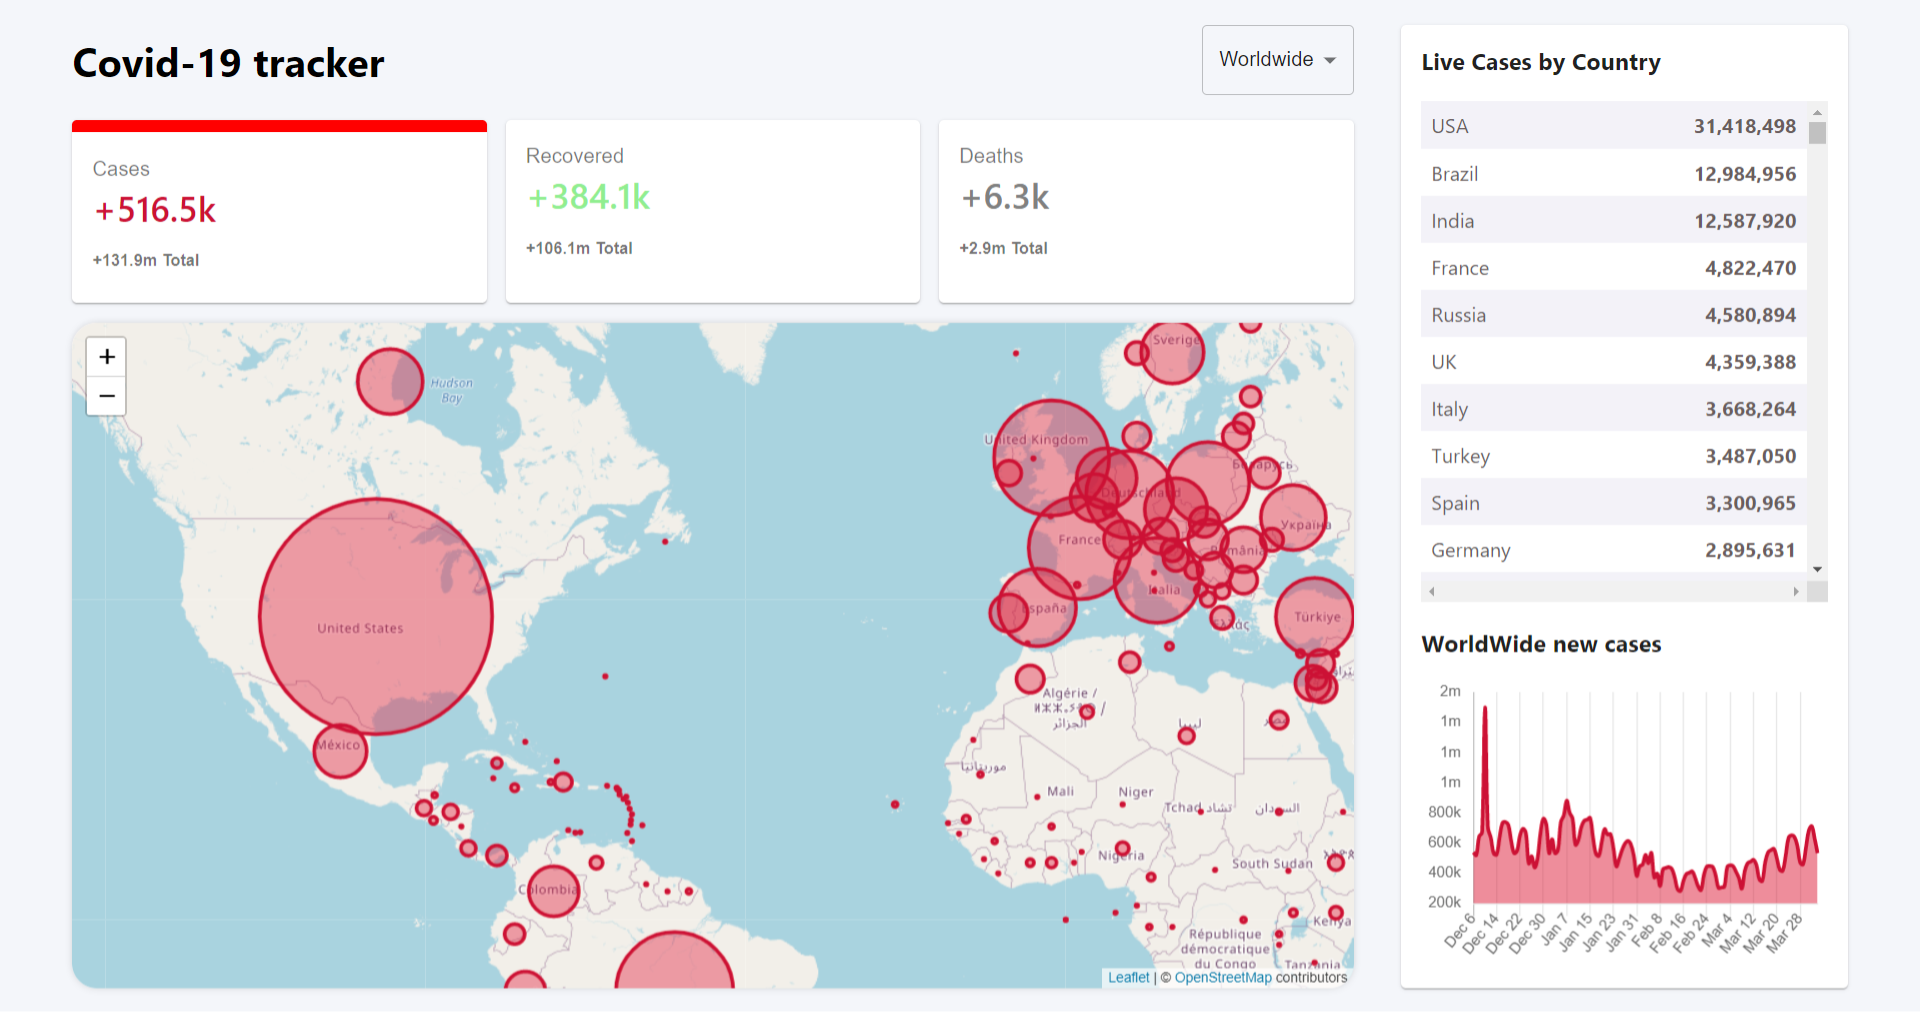 Covid-19 tracker
Worldwide
Cases
+516.5k
+131.9m Total
Recovered
+384.1k
+106.1m Total
Deaths
+6.3k
+2.9m Total
+
−
Hudson
Bay
United States
México
Colombia
Sverige
United Kingdom
Беларусь
Deutschland
Україна
France
România
Italia
España
Ελλάς
Türkiye
Algérie /
الجزائر
ليبيا
مصر
موريتانيا
Mali
Niger
Tchad تشاد
السودان
Nigeria
South Sudan
Kenya
République
démocratique
du Congo
Tanzania
Leaflet | © OpenStreetMap contributors
Live Cases by Country
USA 31,418,498
Brazil 12,984,956
India 12,587,920
France 4,822,470
Russia 4,580,894
UK 4,359,388
Italy 3,668,264
Turkey 3,487,050
Spain 3,300,965
Germany 2,895,631
WorldWide new cases
2m
1m
1m
1m
800k
600k
400k
200k
Dec 6
Dec 14
Dec 22
Dec 30
Jan 7
Jan 15
Jan 23
Jan 31
Feb 8
Feb 16
Feb 24
Mar 4
Mar 12
Mar 20
Mar 28